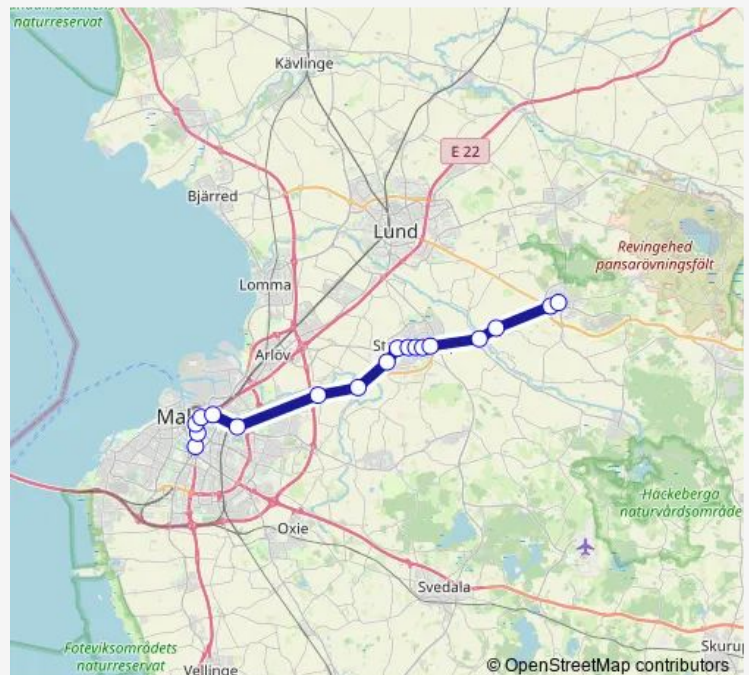 naturreservat
Kävlinge
E 22
Bjärred
Lund
Revingehed
pansarövningsfält
Lomma
Arlöv
St
Mal
Häckeberga
naturvårdsområde
Oxie
Svedala
Foteviksområdets
naturreservat
Vellinge
Skuru
© OpenStreetMap contributors